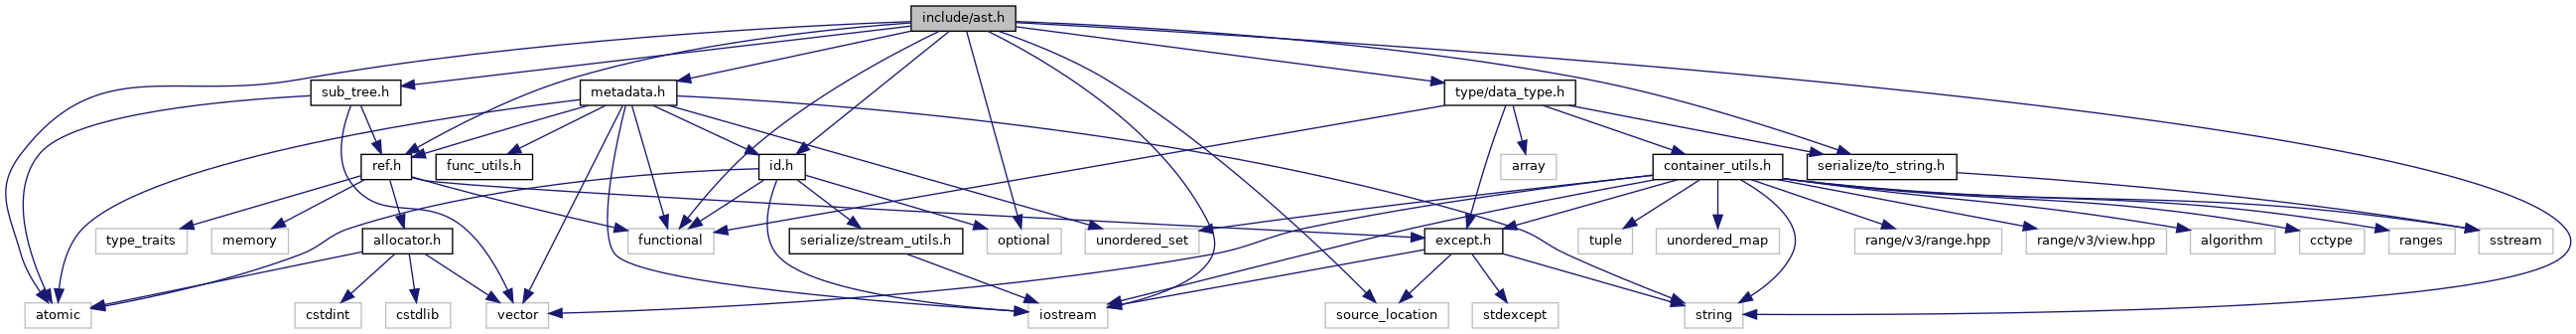 include/ast.h
sub_tree.h
metadata.h
type/data_type.h
ref.h
func_utils.h
id.h
array
container_utils.h
serialize/to_string.h
type_traits
memory
allocator.h
functional
serialize/stream_utils.h
optional
unordered_set
except.h
tuple
unordered_map
range/v3/range.hpp
range/v3/view.hpp
algorithm
cctype
ranges
sstream
atomic
cstdint
cstdlib
vector
iostream
source_location
stdexcept
string